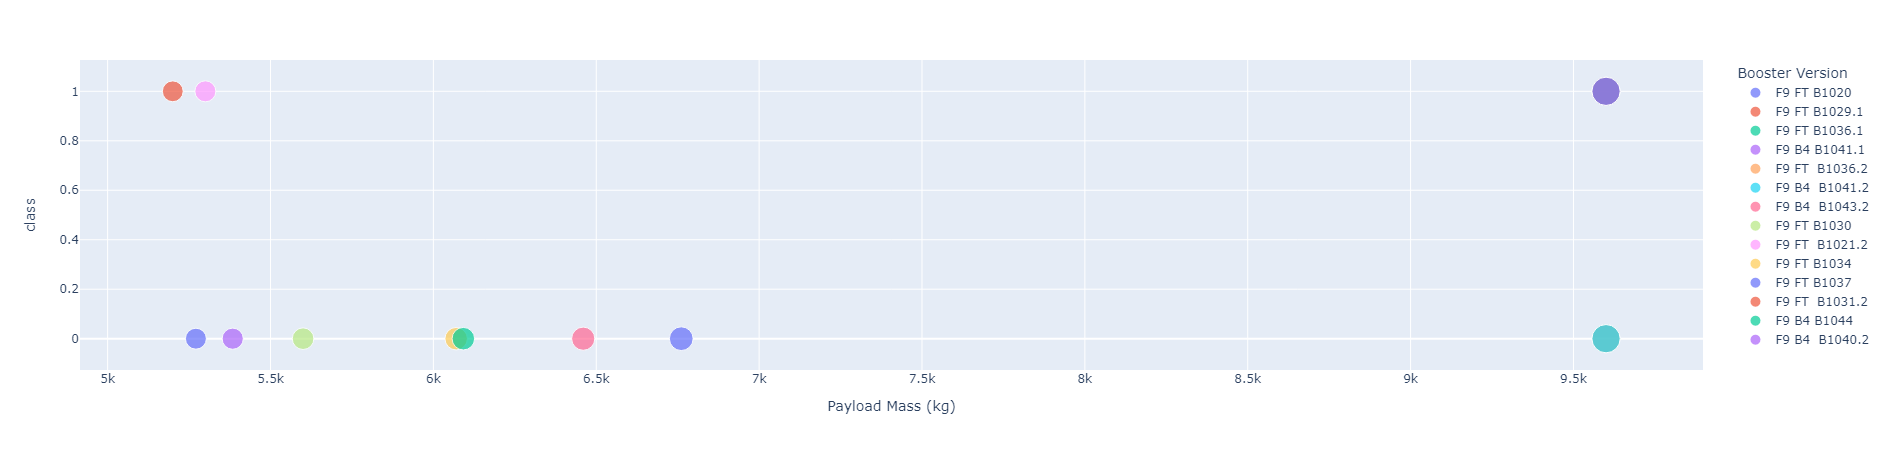 Booster Version
F9 FT B1020
F9 FT B1029.1
F9 FT B1036.1
F9 B4 B1041.1
F9 FT  B1036.2
F9 B4  B1041.2
F9 B4  B1043.2
F9 FT B1030
F9 FT  B1021.2
F9 FT B1034
F9 FT B1037
F9 FT  B1031.2
F9 B4 B1044
F9 B4  B1040.2
1
0.8
0.6
0.4
0.2
0
class
5k 5.5k 6k 6.5k 7k 7.5k 8k 8.5k 9k 9.5k
Payload Mass (kg)